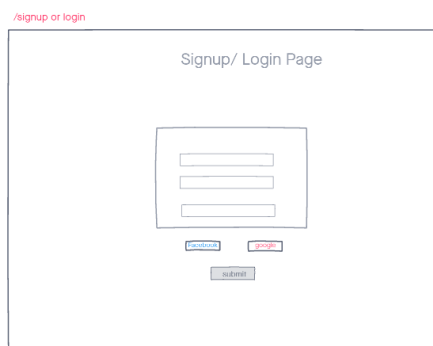 /signup or login
Signup/ Login Page
Facebook
google
submit